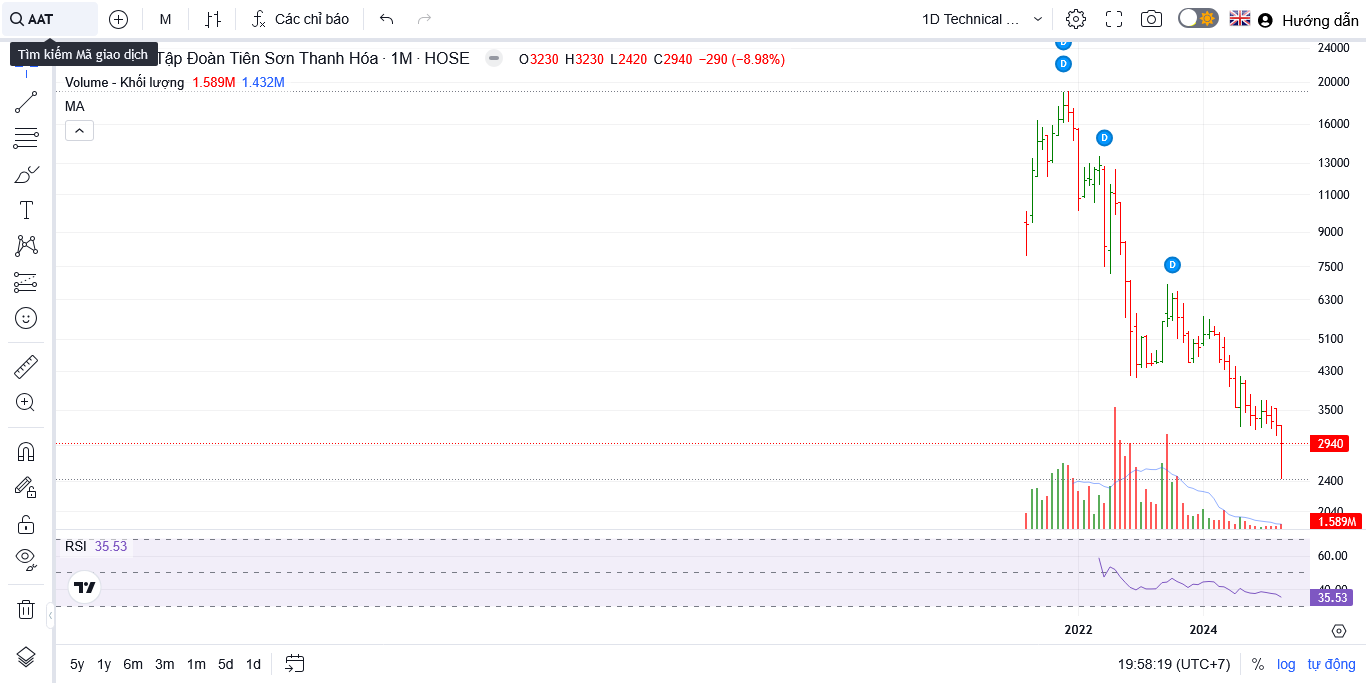 AAT
M
Các chỉ báo
1D Technical ...
Hướng dẫn
Tìm kiếm Mã giao dịch
Tập Đoàn Tiên Sơn Thanh Hóa · 1M · HOSE
O3230 H3230 L2420 C2940 −290 (−8.98%)
Volume - Khối lượng 1.589M 1.432M
MA
D
D
D
D
24000
20000
16000
13000
11000
9000
7500
6300
5100
4300
3500
2940
2400
2040
1.589M
RSI 35.53
60.00
40.00
35.53
2022
2024
5y 1y 6m 3m 1m 5d 1d
19:58:19 (UTC+7)
% log tự động